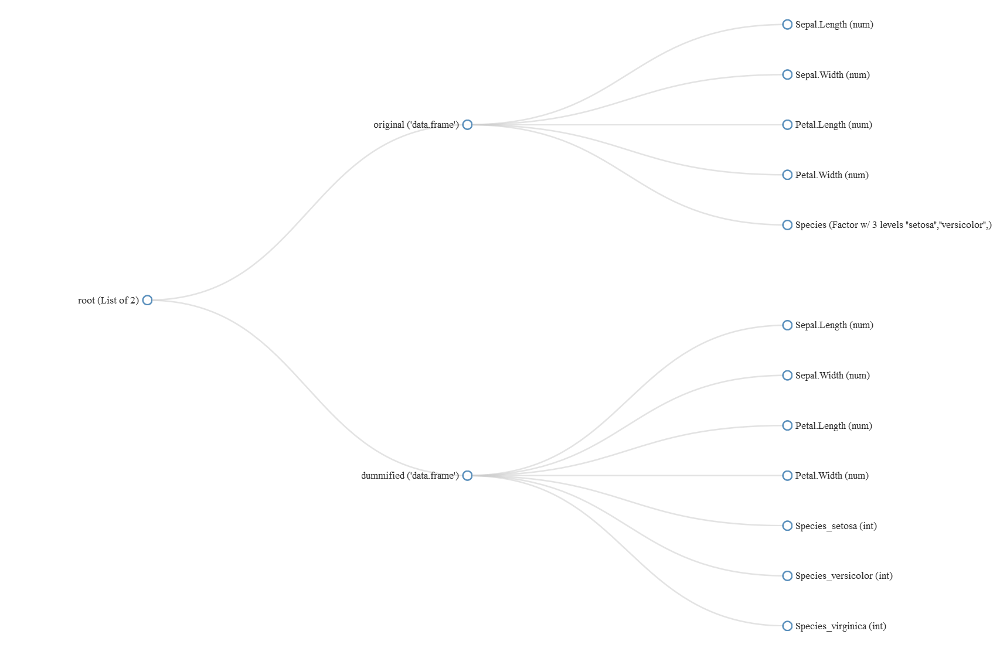 Sepal.Length (num)
Sepal.Width (num)
original ('data.frame')
Petal.Length (num)
Petal.Width (num)
Species (Factor w/ 3 levels "setosa","versicolor",)
root (List of 2)
Sepal.Length (num)
Sepal.Width (num)
Petal.Length (num)
dummified ('data.frame')
Petal.Width (num)
Species_setosa (int)
Species_versicolor (int)
Species_virginica (int)